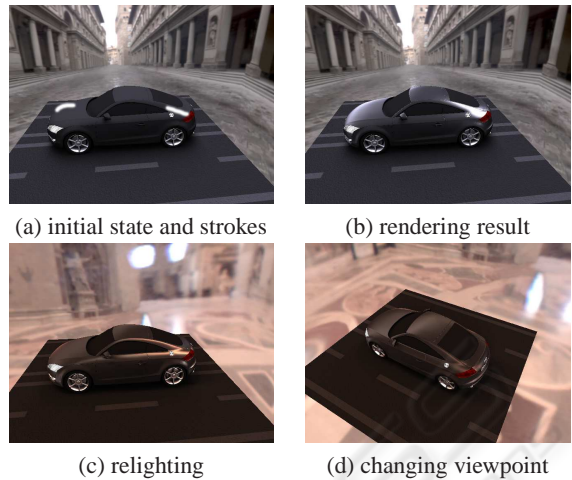 (a) initial state and strokes
(b) rendering result
(c) relighting
(d) changing viewpoint